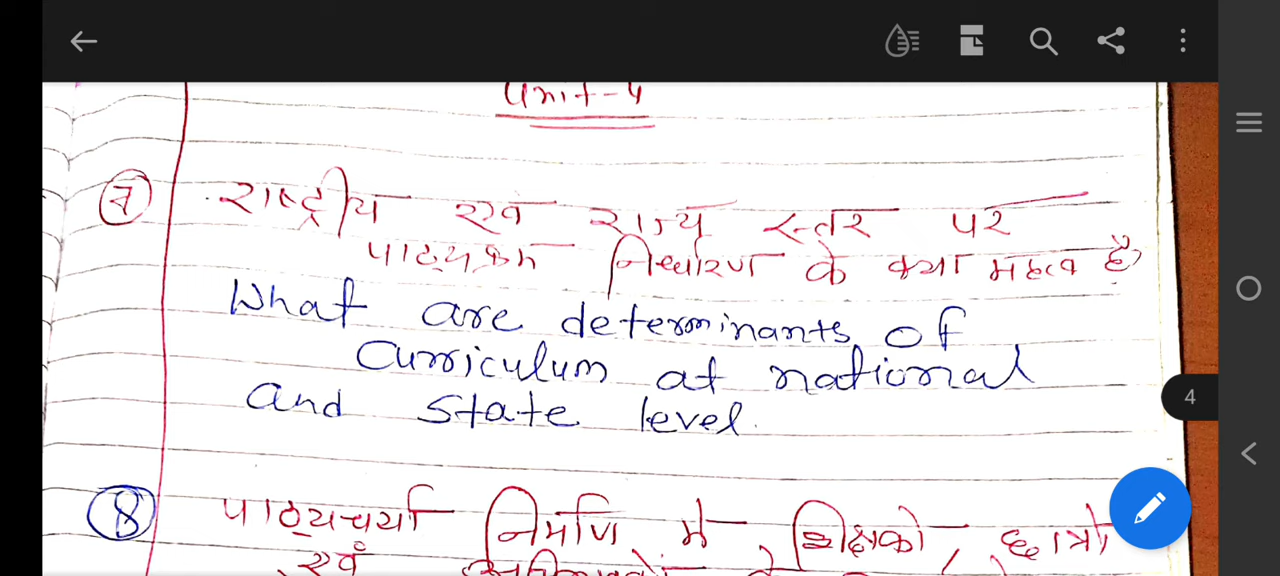 Unit-4
7 राष्ट्रीय एवं राज्य स्तर पर
पाठ्यक्रम निर्धारण के क्या महत्व है
What are determinants of
Curriculum at national
and state level.
4
8 पाठ्यचर्या निर्माण में शिक्षको, छात्रो
एवं